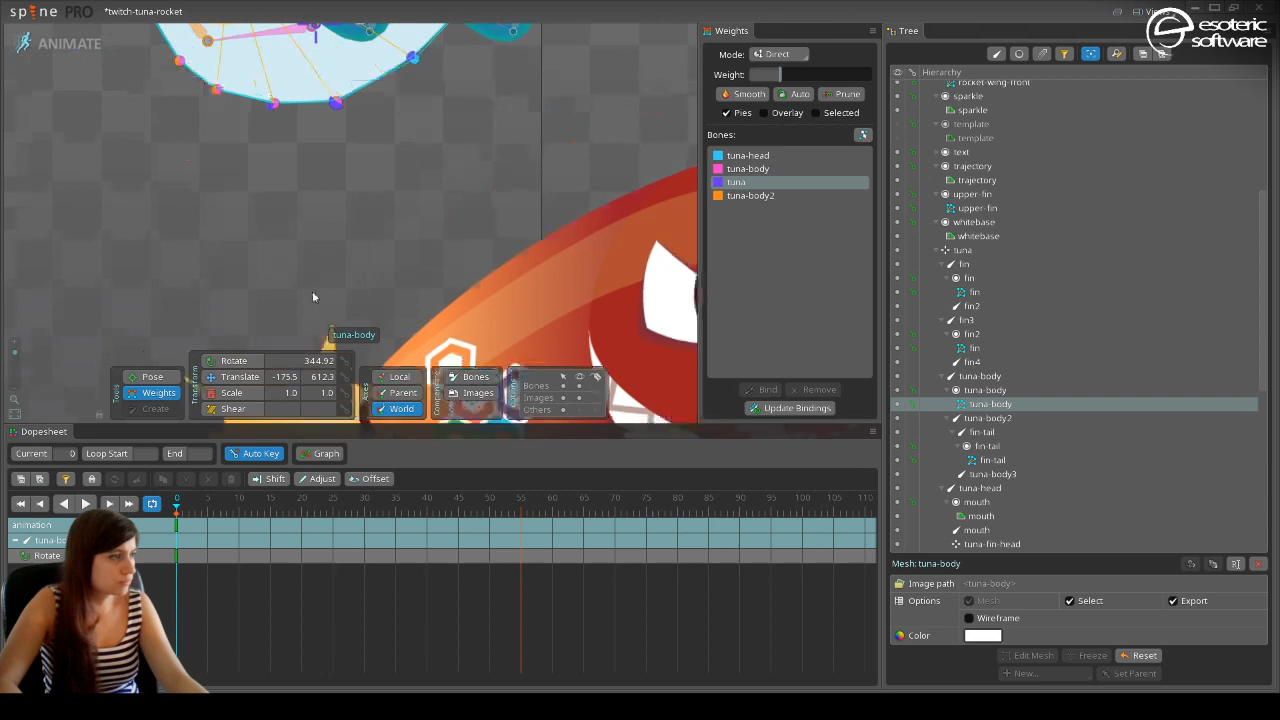 spine PRO
*twitch-tuna-rocket
esoteric
software
ANIMATE
Weights
Tree
Mode:
Direct
Weight:
Smooth
Auto
Prune
Pies
Overlay
Selected
Bones:
tuna-head
tuna-body
tuna
tuna-body2
Bind
Remove
Update Bindings
Hierarchy
rocket-wing-front
sparkle
sparkle
template
template
text
trajectory
trajectory
upper-fin
upper-fin
whitebase
whitebase
tuna
fin
fin
fin
fin2
fin3
fin2
fin
fin4
tuna-body
tuna-body
tuna-body
tuna-body2
fin-tail
fin-tail
fin-tail
tuna-body3
tuna-head
mouth
mouth
mouth
tuna-fin-head
Mesh: tuna-body
Image path
<tuna-body>
Options
Mesh
Select
Export
Wireframe
Color
Edit Mesh
Freeze
Reset
New...
Set Parent
tuna-body
Tools
Pose
Weights
Create
Transform
Rotate
344.92
Translate
-175.5
612.3
Scale
1.0
1.0
Shear
Axes
Local
Parent
World
Bones
Images
Options
Bones
Images
Others
Dopesheet
Current
0
Loop Start
End
Auto Key
Graph
Shift
Adjust
Offset
0 5 10 15 20 25 30 35 40 45 50 55 60 65 70 75 80 85 90 95 100 105 110
animation
Rotate